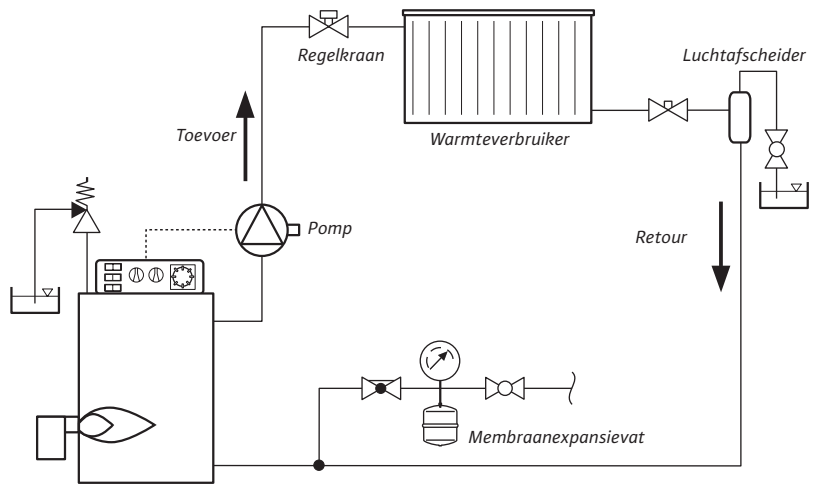 Regelkraan
Luchtafscheider
Toevoer
Warmteverbruiker
Pomp
Retour
Membraanexpansievat